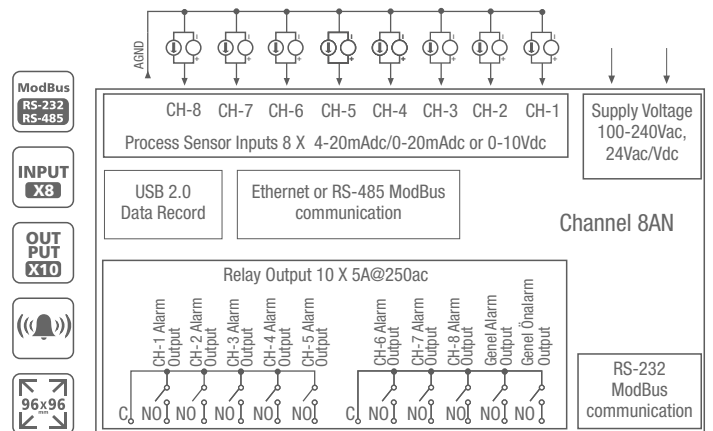 AGND
ModBus
RS-232
RS-485
CH-8 CH-7 CH-6 CH-5 CH-4 CH-3 CH-2 CH-1
Process Sensor Inputs 8 X 4-20mAdc/0-20mAdc or 0-10Vdc
Supply Voltage
100-240Vac,
24Vac/Vdc
INPUT
X8
USB 2.0
Data Record
Ethernet or RS-485 ModBus
communication
Channel 8AN
OUT
PUT
X10
Relay Output 10 X 5A@250ac
CH-1 Alarm
Output
CH-2 Alarm
Output
CH-3 Alarm
Output
CH-4 Alarm
Output
CH-5 Alarm
Output
CH-6 Alarm
Output
CH-7 Alarm
Output
CH-8 Alarm
Output
Genel Alarm
Output
Genel Önalarm
Output
96x96
mm
C NO NO NO NO NO C NO NO NO NO NO
RS-232
ModBus
communication